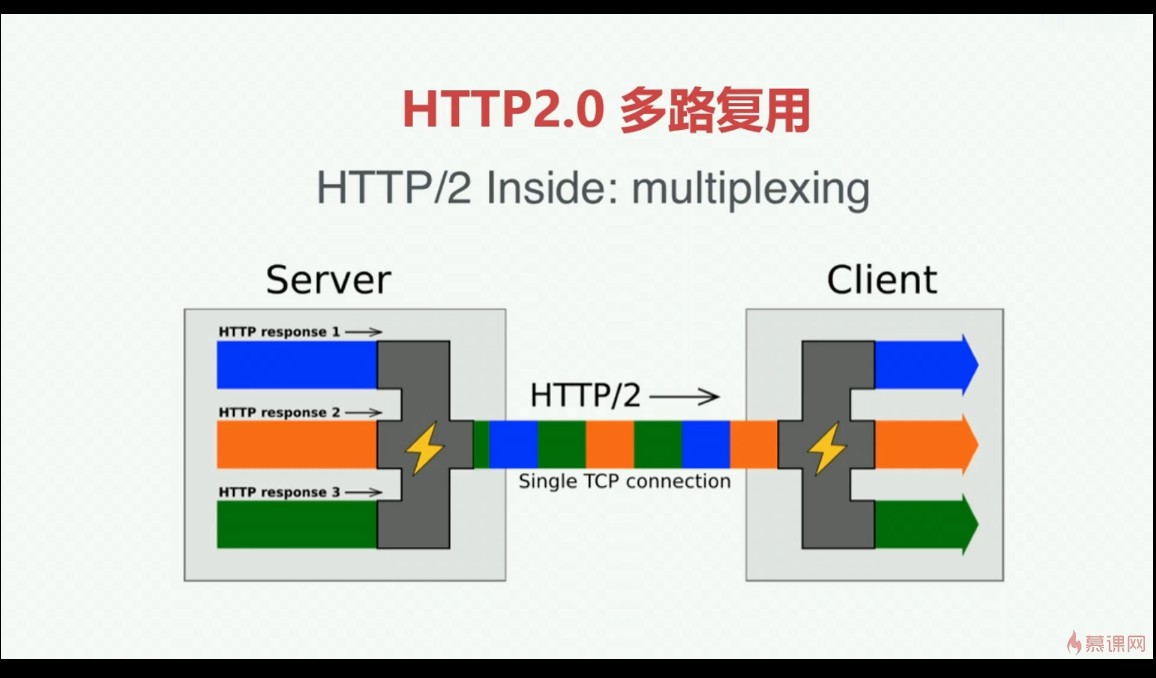 HTTP2.0 多路复用
HTTP/2 Inside: multiplexing
Server
Client
HTTP response 1
HTTP response 2
HTTP response 3
HTTP/2
Single TCP connection
慕课网